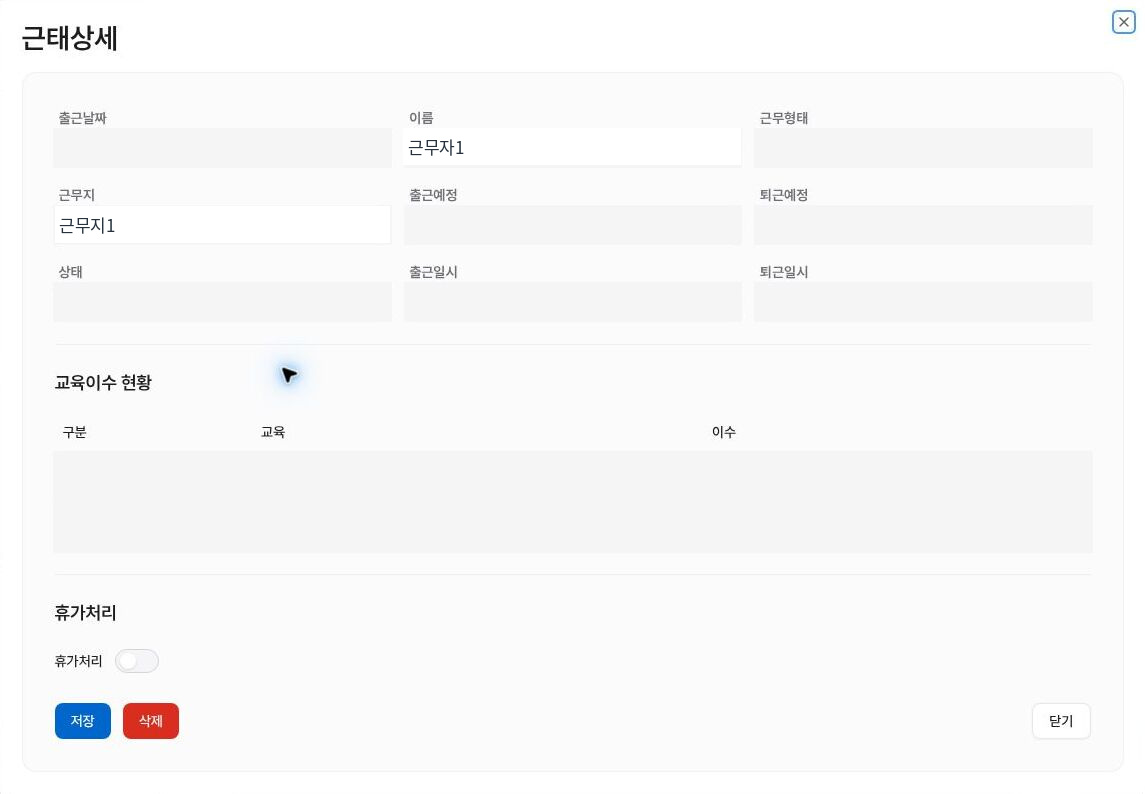 근태상세
출근날짜 이름 근무형태
근무자1
근무지 출근예정 퇴근예정
근무지1
상태 출근일시 퇴근일시
교육이수 현황
구분 교육 이수
휴가처리
휴가처리
저장 삭제 닫기